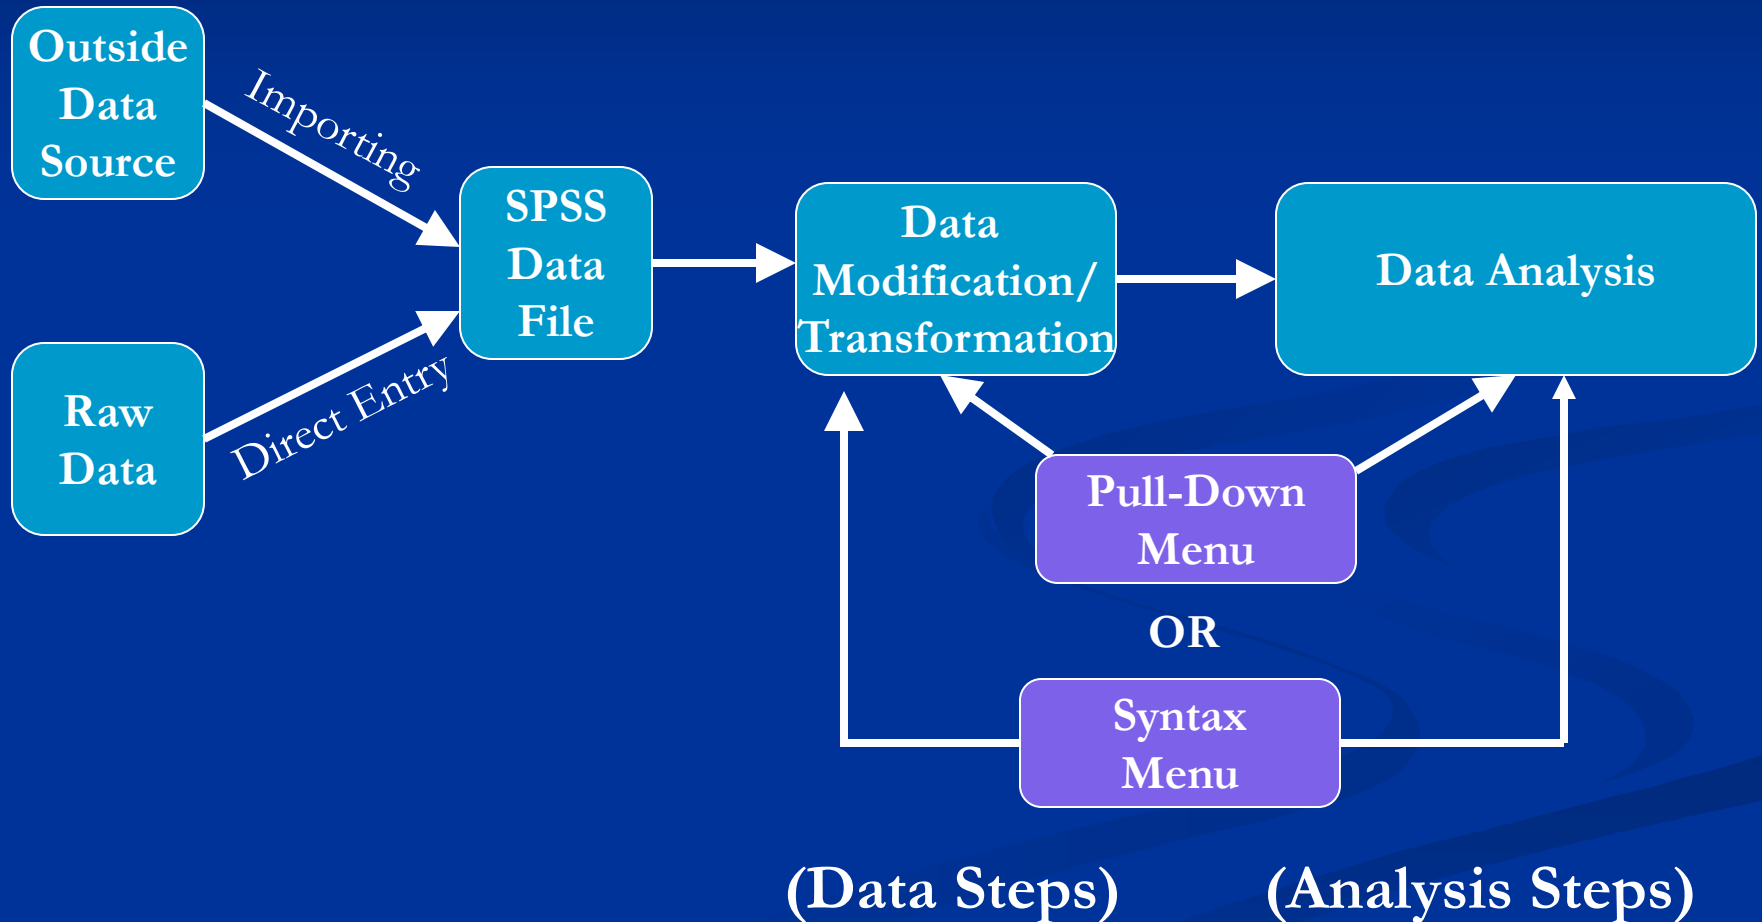 Outside
Data
Source
Importing
SPSS
Data
File
Data
Modification/
Transformation
Data Analysis
Raw
Data
Direct Entry
Pull-Down
Menu
OR
Syntax
Menu
(Data Steps)
(Analysis Steps)